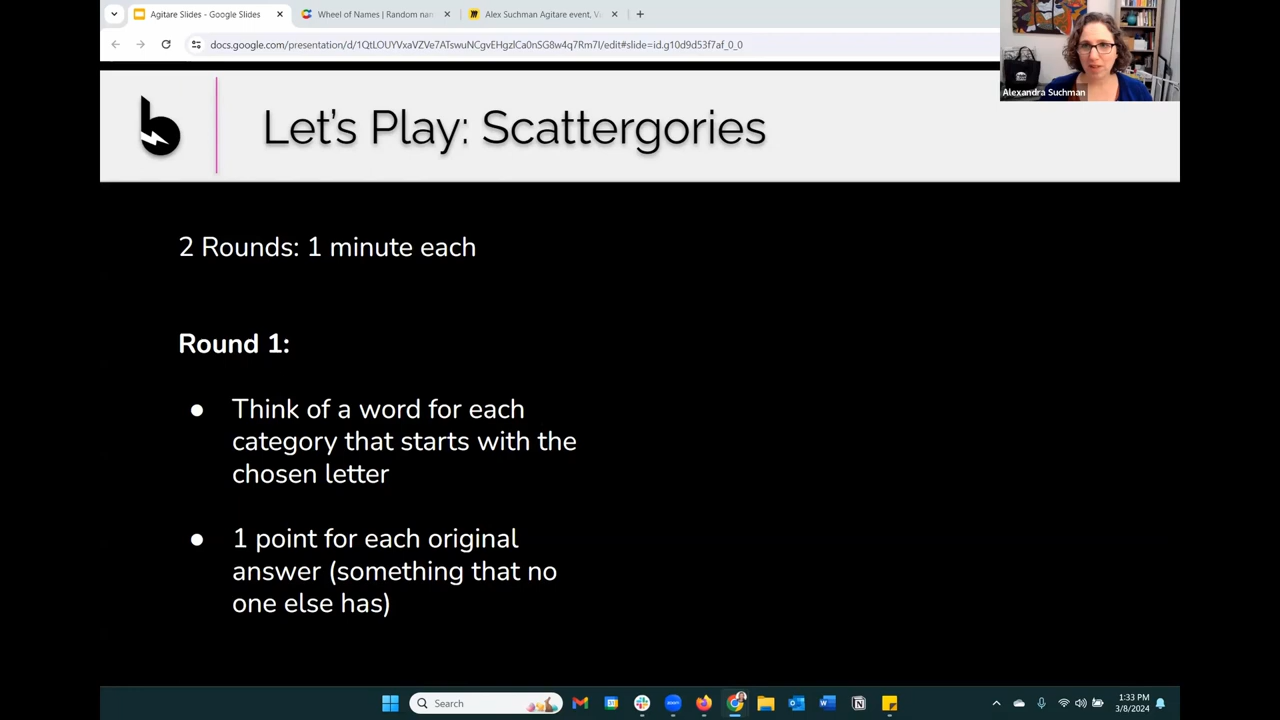 Agitare Slides - Google Slides
Wheel of Names | Random nam
Alex Suchman Agitare event, Vi
docs.google.com/presentation/d/1QtLOUYVxaVZVe7ATswuNCgvEHgzlCa0nSG8w4q7Rm7I/edit#slide=id.g10d9d53f7af_0_0
Alexandra Suchman
Let's Play: Scattergories
2 Rounds: 1 minute each
Round 1:
● Think of a word for each
category that starts with the
chosen letter
● 1 point for each original
answer (something that no
one else has)
Search
1:33 PM
3/8/2024